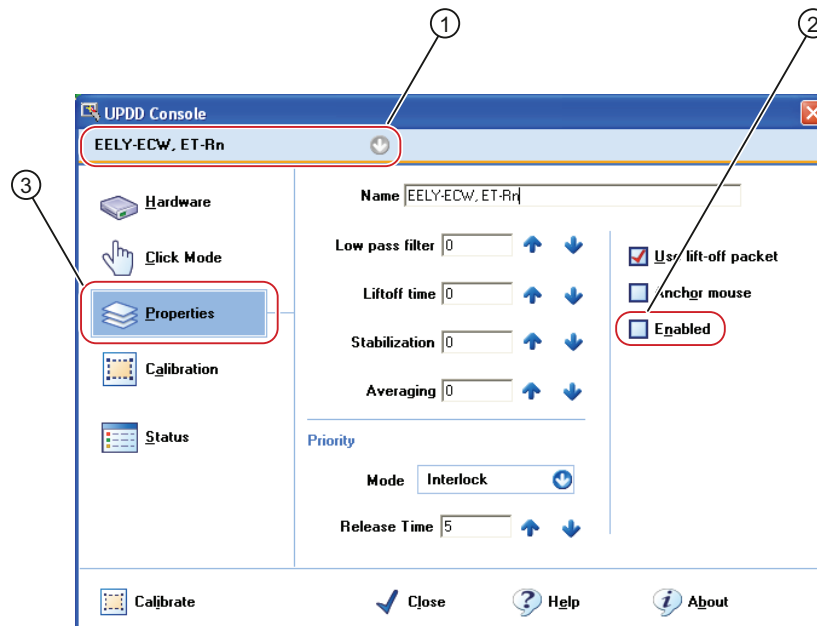 1
2
UPDD Console
EELY-ECW, ET-Rn
3
Hardware
Click Mode
Properties
Calibration
Status
Name EELY-ECW, ET-Rn
Low pass filter 0
Liftoff time 0
Stabilization 0
Averaging 0
Use lift-off packet
Anchor mouse
Enabled
Priority
Mode Interlock
Release Time 5
Calibrate
Close
? Help
i About